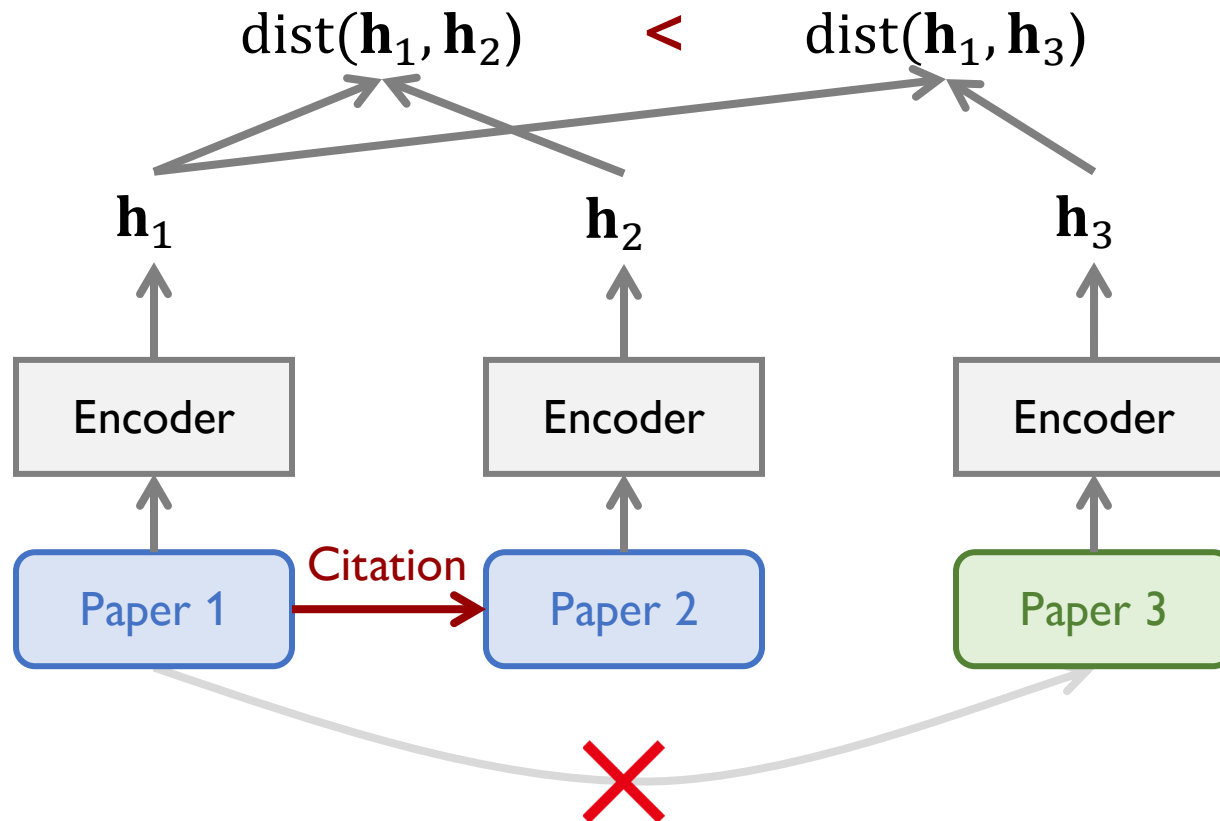 dist(𝐡₁, 𝐡₂) < dist(𝐡₁, 𝐡₃)
𝐡₁ 𝐡₂ 𝐡₃
Encoder Encoder Encoder
Citation
Paper 1 Paper 2 Paper 3